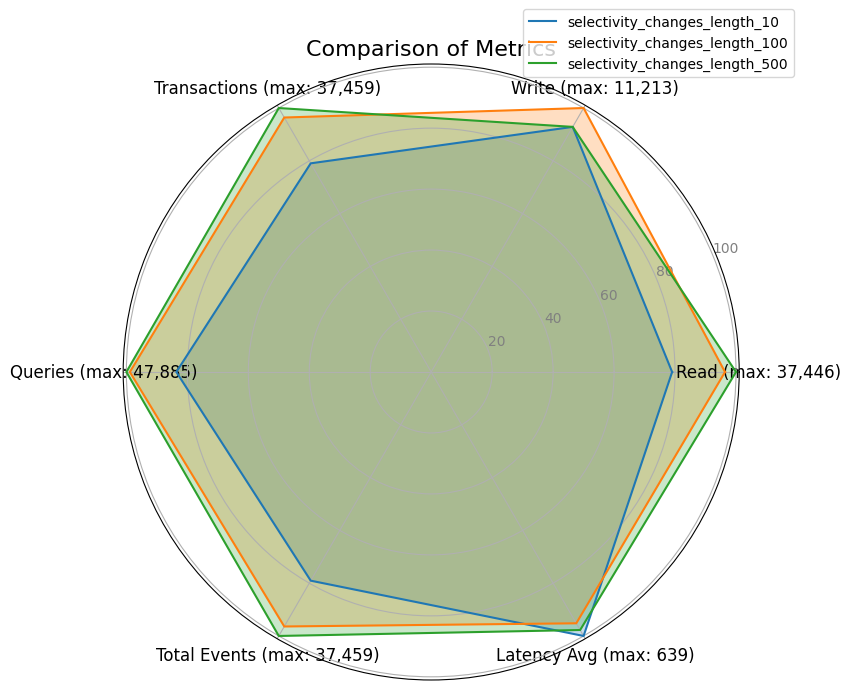 selectivity_changes_length_10
selectivity_changes_length_100
selectivity_changes_length_500
Comparison of Metrics
Transactions (max: 37,459)
Write (max: 11,213)
100
80
60
40
20
Queries (max: 47,885)
Read (max: 37,446)
Total Events (max: 37,459)
Latency Avg (max: 639)